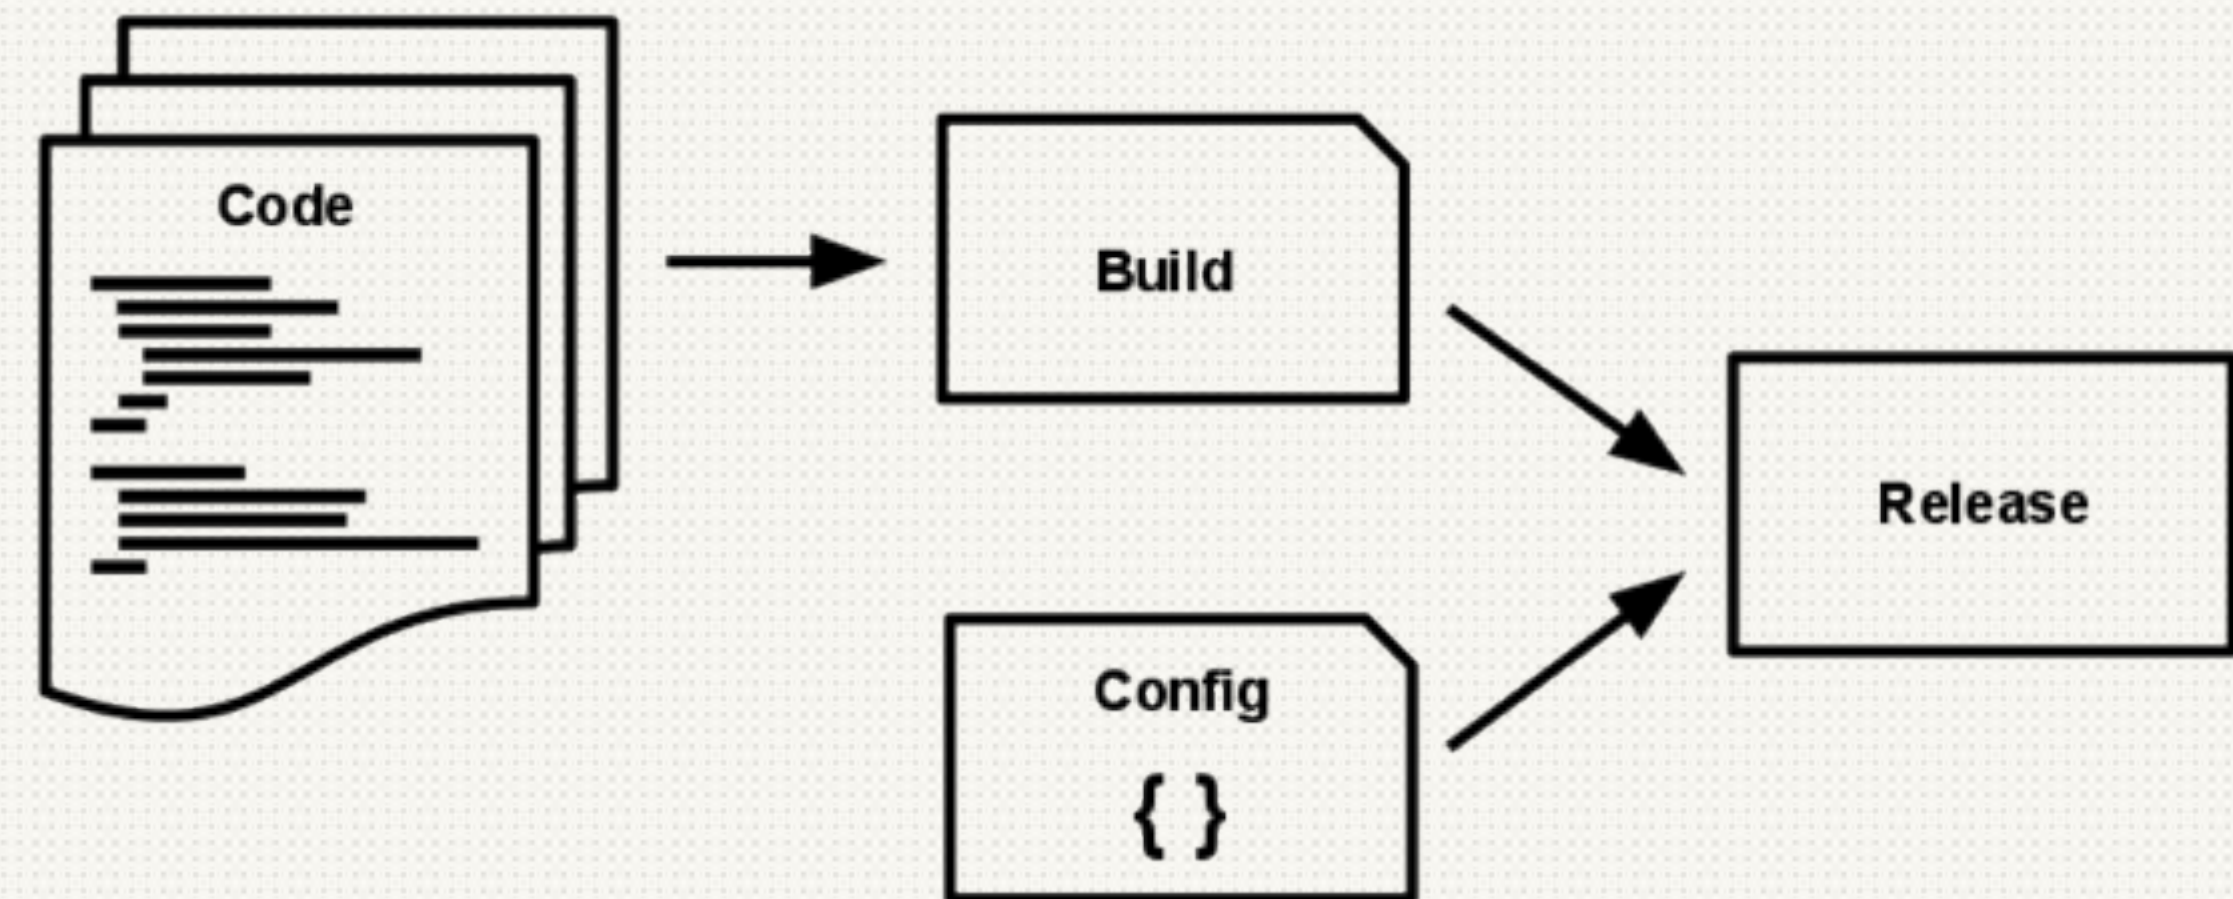 Code
Build
Release
Config
{ }